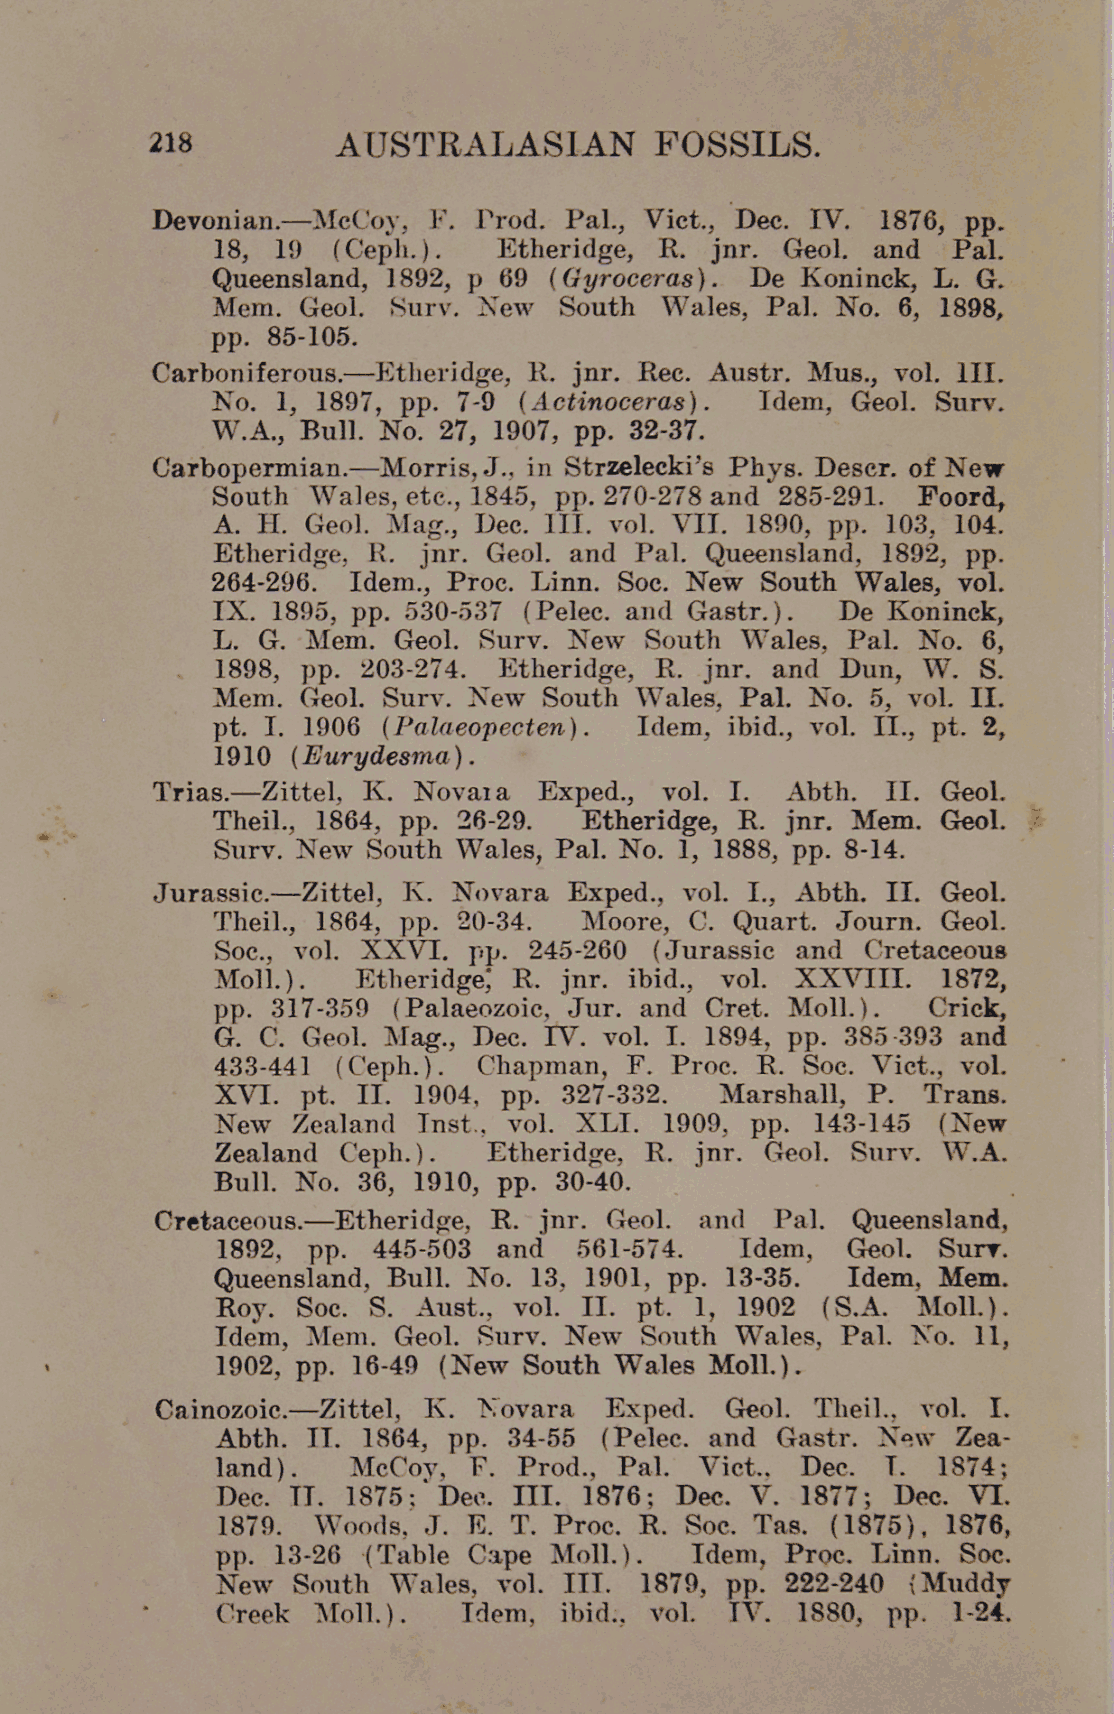 218 AUSTRALASIAN FOSSILS.
Devonian.—McCoy, F. Prod. Pal., Vict., Dec. IV. 1876, pp.
18, 19 (Ceph.). Etheridge, R. jnr. Geol. and Pal.
Queensland, 1892, p 69 (Gyroceras). De Koninck, L. G.
Mem. Geol. Surv. New South Wales, Pal. No. 6, 1898,
pp. 85-105.
Carboniferous.—Etheridge, R. jnr. Rec. Austr. Mus., vol. III.
No. 1, 1897, pp. 7-9 (Actinoceras). Idem, Geol. Surv.
W.A., Bull. No. 27, 1907, pp. 32-37.
Carbopermian.—Morris, J., in Strzelecki's Phys. Descr. of New
South Wales, etc., 1845, pp. 270-278 and 285-291. Foord,
A. H. Geol. Mag., Dec. III. vol. VII. 1890, pp. 103, 104.
Etheridge, R. jnr. Geol. and Pal. Queensland, 1892, pp.
264-296. Idem., Proc. Linn. Soc. New South Wales, vol.
IX. 1895, pp. 530-537 (Pelec. and Gastr.). De Koninck,
L. G. Mem. Geol. Surv. New South Wales, Pal. No. 6,
1898, pp. 203-274. Etheridge, R. jnr. and Dun, W. S.
Mem. Geol. Surv. New South Wales, Pal. No. 5, vol. II.
pt. I. 1906 (Palaeopecten). Idem, ibid., vol. II., pt. 2,
1910 (Eurydesma).
Trias.—Zittel, K. Novara Exped., vol. I. Abth. II. Geol.
Theil., 1864, pp. 26-29. Etheridge, R. jnr. Mem. Geol.
Surv. New South Wales, Pal. No. 1, 1888, pp. 8-14.
Jurassic.—Zittel, K. Novara Exped., vol. I., Abth. II. Geol.
Theil., 1864, pp. 20-34. Moore, C. Quart. Journ. Geol.
Soc., vol. XXVI. pp. 245-260 (Jurassic and Cretaceous
Moll.). Etheridge, R. jnr. ibid., vol. XXVIII. 1872,
pp. 317-359 (Palaeozoic, Jur. and Cret. Moll.). Crick,
G. C. Geol. Mag., Dec. IV. vol. I. 1894, pp. 385-393 and
433-441 (Ceph.). Chapman, F. Proc. R. Soc. Vict., vol.
XVI. pt. II. 1904, pp. 327-332. Marshall, P. Trans.
New Zealand Inst., vol. XLI. 1909, pp. 143-145 (New
Zealand Ceph.). Etheridge, R. jnr. Geol. Surv. W.A.
Bull. No. 36, 1910, pp. 30-40.
Cretaceous.—Etheridge, R. jnr. Geol. and Pal. Queensland,
1892, pp. 445-503 and 561-574. Idem, Geol. Surv.
Queensland, Bull. No. 13, 1901, pp. 13-35. Idem, Mem.
Roy. Soc. S. Aust., vol. II. pt. 1, 1902 (S.A. Moll.).
Idem, Mem. Geol. Surv. New South Wales, Pal. No. 11,
1902, pp. 16-49 (New South Wales Moll.).
Cainozoic.—Zittel, K. Novara Exped. Geol. Theil., vol. I.
Abth. II. 1864, pp. 34-55 (Pelec. and Gastr. New Zea-
land). McCoy, F. Prod., Pal. Vict., Dec. I. 1874;
Dec. II. 1875; Dec. III. 1876; Dec. V. 1877; Dec. VI.
1879. Woods, J. E. T. Proc. R. Soc. Tas. (1875), 1876,
pp. 13-26 (Table Cape Moll.). Idem, Proc. Linn. Soc.
New South Wales, vol. III. 1879, pp. 222-240 (Muddy
Creek Moll.). Idem, ibid., vol. IV. 1880, pp. 1-24.